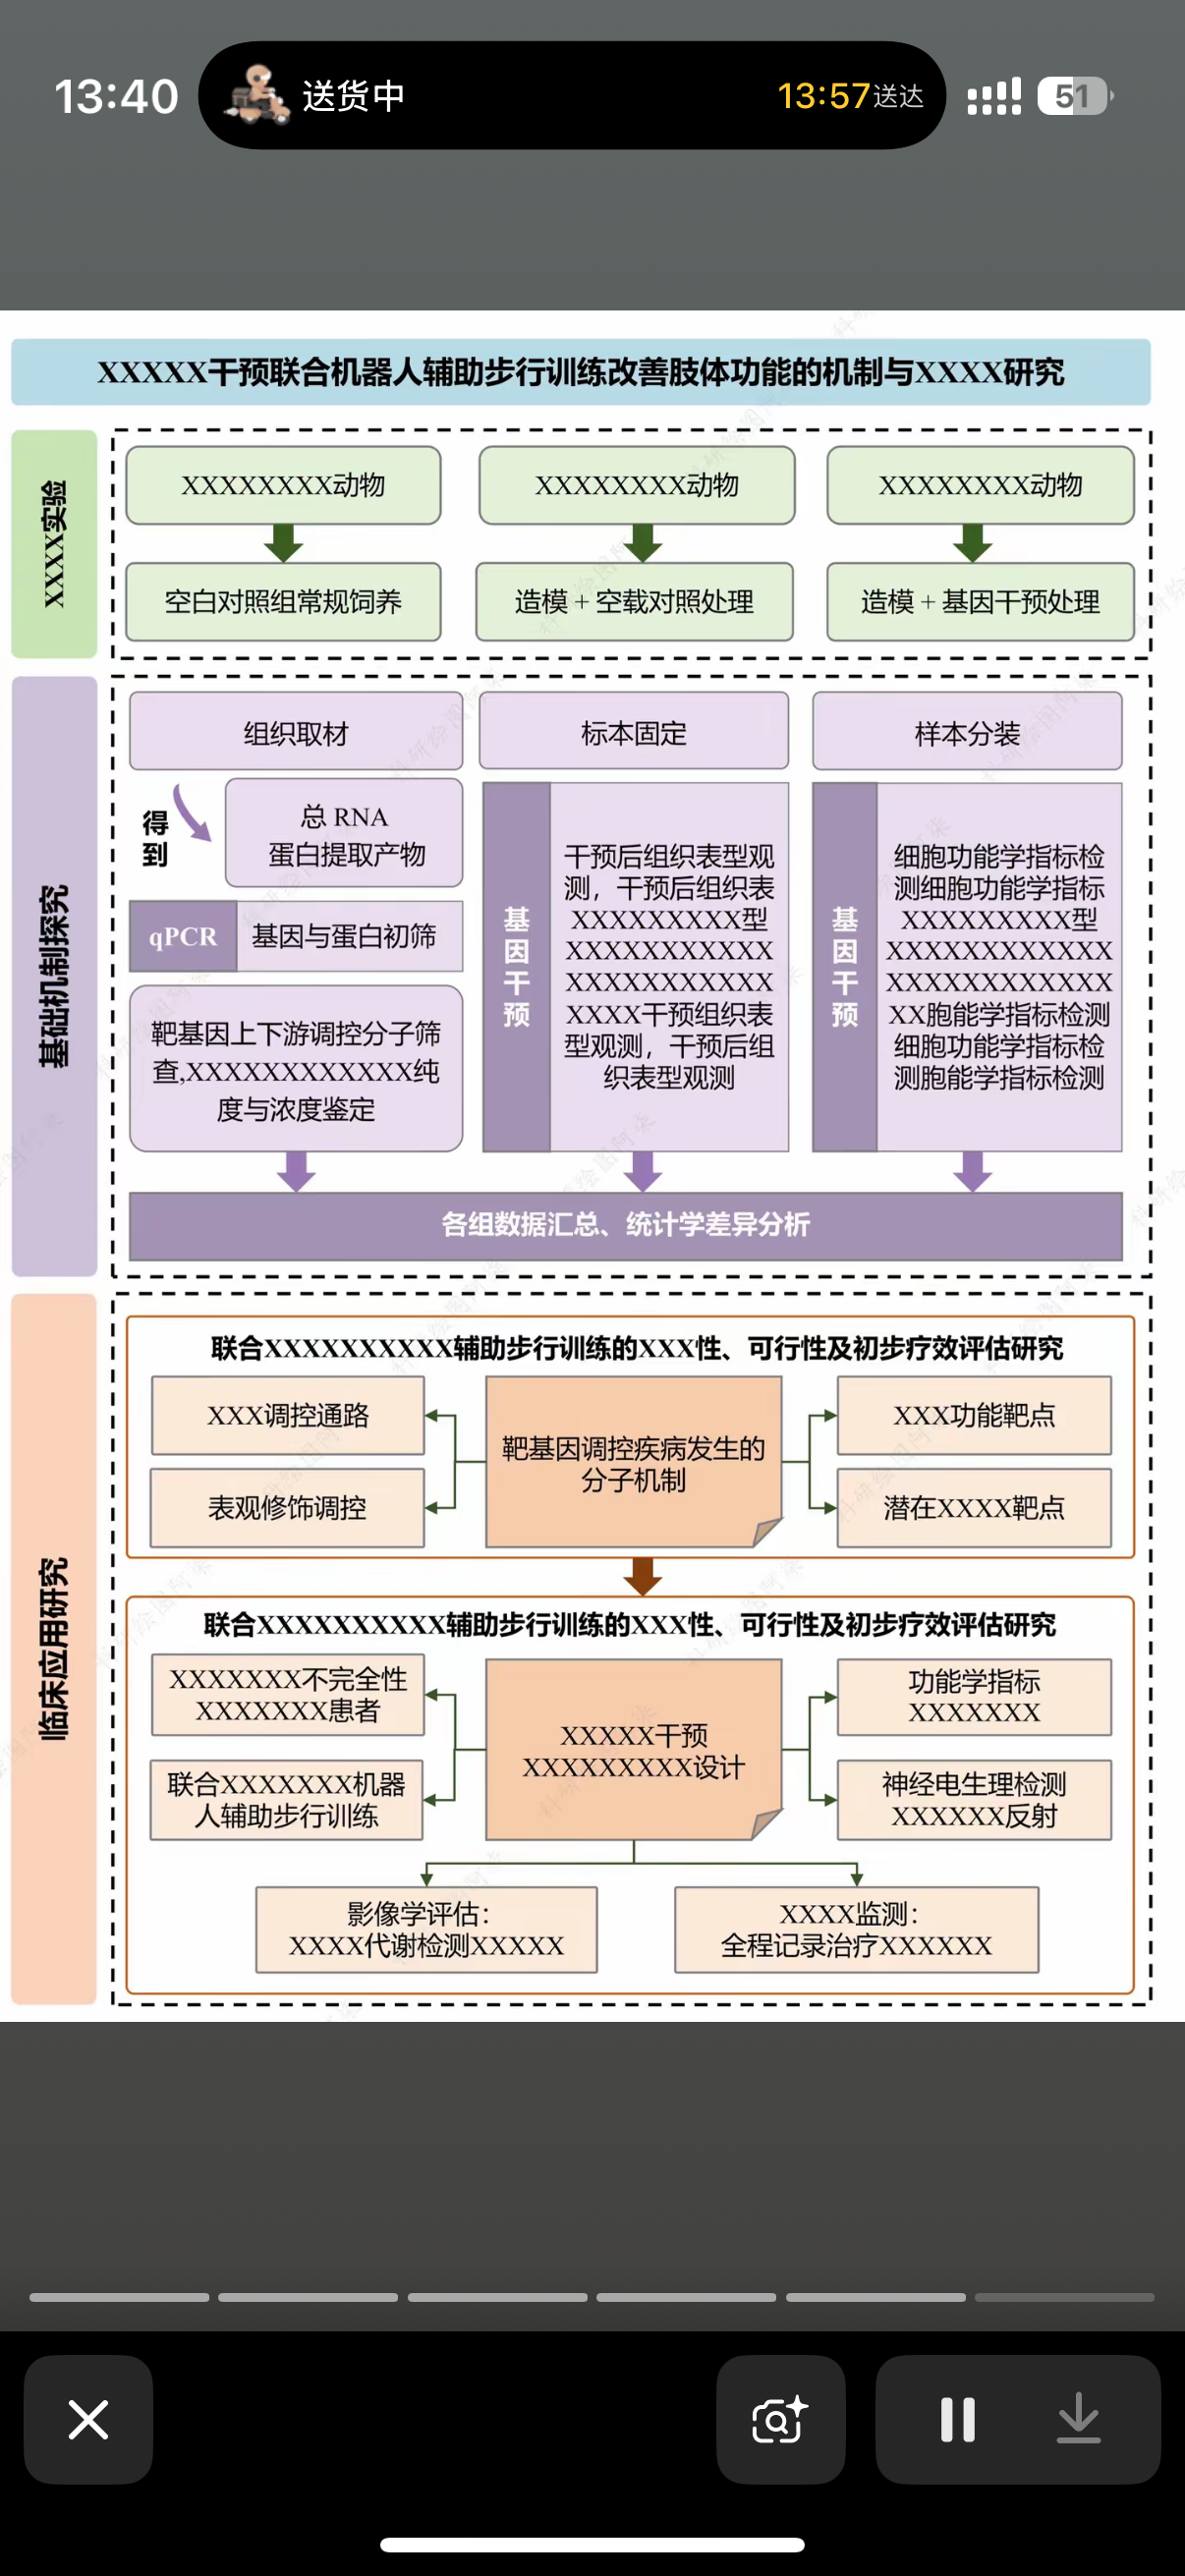 13:40
送货中
13:57送达
51
XXXXX干预联合机器人辅助步行训练改善肢体功能的机制与XXXX研究
XXXX实验
XXXXXXXX动物
XXXXXXXX动物
XXXXXXXX动物
空白对照组常规饲养
造模 + 空载对照处理
造模 + 基因干预处理
基础机制探究
组织取材
标本固定
样本分装
得
到
总 RNA
蛋白提取产物
qPCR
基因与蛋白初筛
靶基因上下游调控分子筛
查,XXXXXXXXXXXX纯
度与浓度鉴定
基
因
干
预
干预后组织表型观
测，干预后组织表
XXXXXXXXX型
XXXXXXXXXXX
XXXXXXXXXXX
XXXX干预组织表
型观测，干预后组
织表型观测
基
因
干
预
细胞功能学指标检
测细胞功能学指标
XXXXXXXXX型
XXXXXXXXXXXX
XXXXXXXXXXXX
XX胞能学指标检测
细胞功能学指标检
测胞能学指标检测
各组数据汇总、统计学差异分析
临床应用研究
联合XXXXXXXXXX辅助步行训练的XXX性、可行性及初步疗效评估研究
XXX调控通路
表观修饰调控
靶基因调控疾病发生的
分子机制
XXX功能靶点
潜在XXXX靶点
联合XXXXXXXXXX辅助步行训练的XXX性、可行性及初步疗效评估研究
XXXXXXX不完全性
XXXXXXX患者
联合XXXXXXX机器
人辅助步行训练
XXXXX干预
XXXXXXXXX设计
功能学指标
XXXXXXX
神经电生理检测
XXXXXX反射
影像学评估：
XXXX代谢检测XXXXX
XXXX监测：
全程记录治疗XXXXXX
科研绘图阿柒